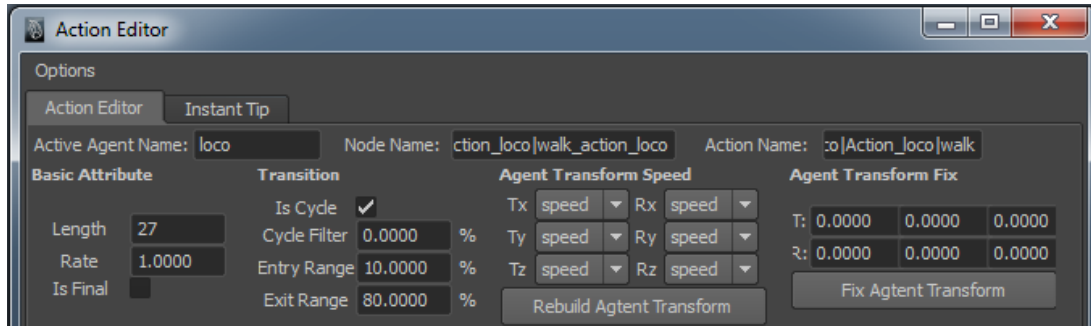 Action Editor
Options
Action Editor Instant Tip
Active Agent Name: loco Node Name: ction_loco|walk_action_loco Action Name: :o|Action_loco|walk
Basic Attribute Transition Agent Transform Speed Agent Transform Fix
Is Cycle Tx speed Rx speed
Length 27 Cycle Filter 0.0000 % Ty speed Ry speed T: 0.0000 0.0000 0.0000
Rate 1.0000 Entry Range 10.0000 % Tz speed Rz speed R: 0.0000 0.0000 0.0000
Is Final Exit Range 80.0000 % Rebuild Agtent Transform Fix Agtent Transform